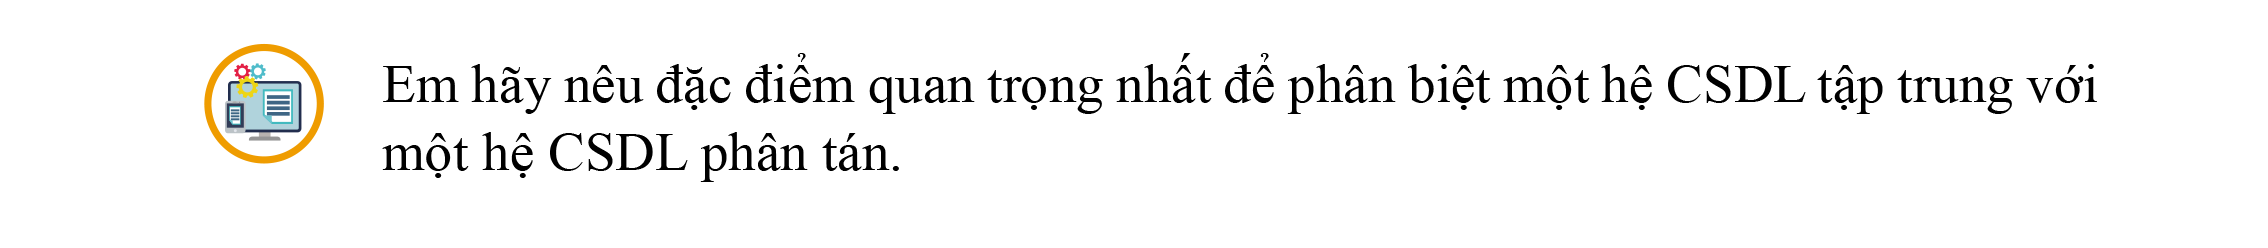 Em hãy nêu đặc điểm quan trọng nhất để phân biệt một hệ CSDL tập trung với
một hệ CSDL phân tán.